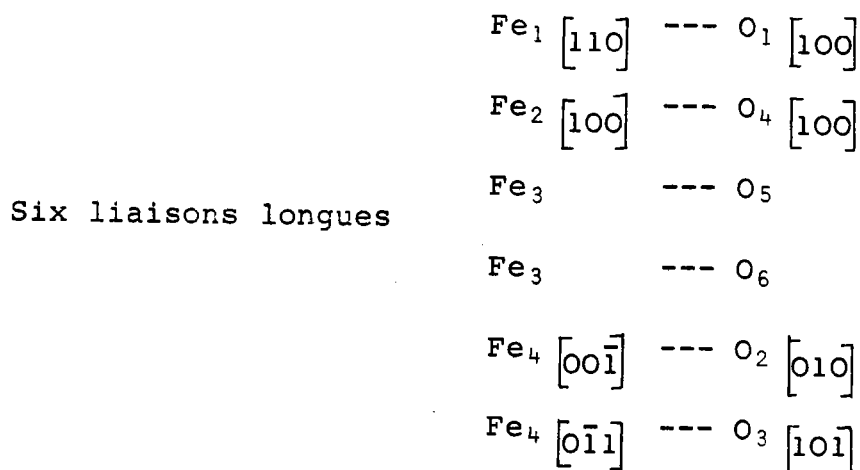 Fe₁ [110] --- O₁ [100]
Fe₂ [100] --- O₄ [100]
Six liaisons longues
Fe₃ --- O₅
Fe₃ --- O₆
Fe₄ [001̄] --- O₂ [010]
Fe₄ [01̄1] --- O₃ [101̄]